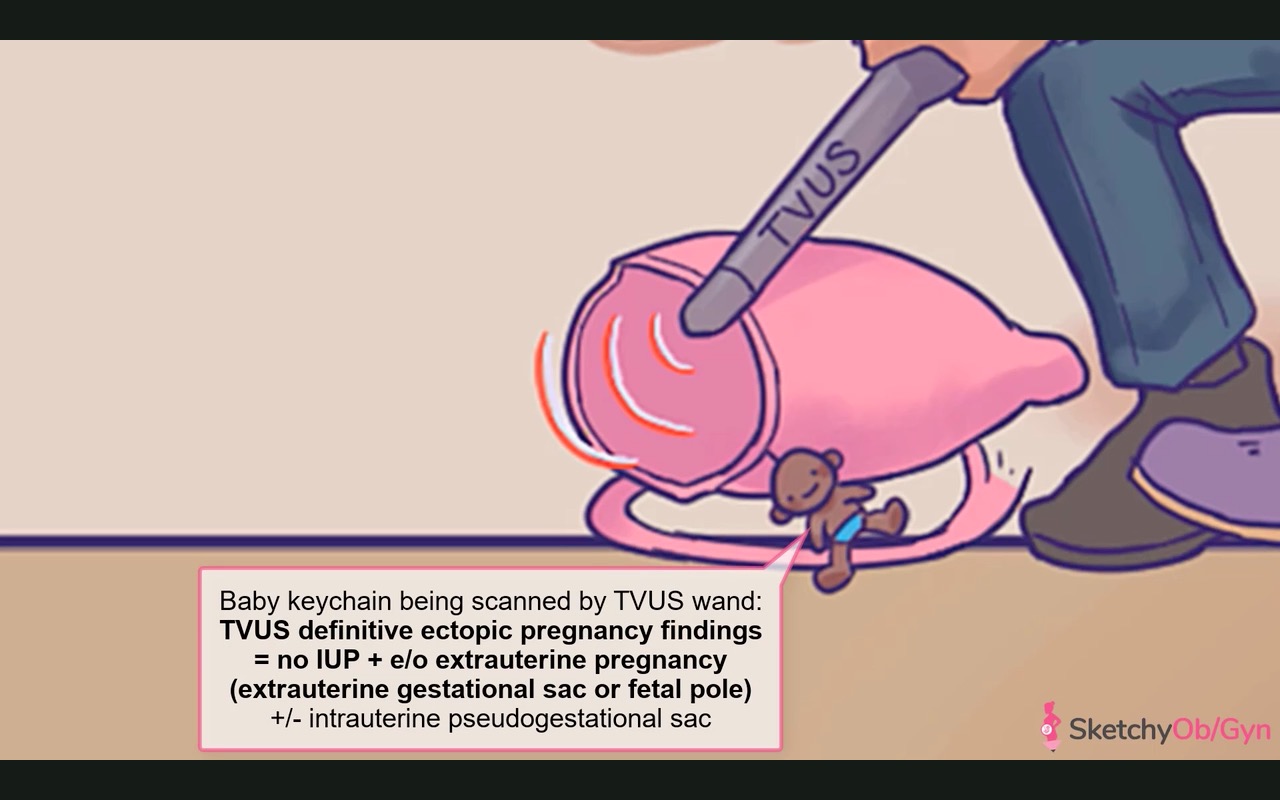 TVUS
Baby keychain being scanned by TVUS wand:
TVUS definitive ectopic pregnancy findings
= no IUP + e/o extrauterine pregnancy
(extrauterine gestational sac or fetal pole)
+/- intrauterine pseudogestational sac
SketchyOb/Gyn